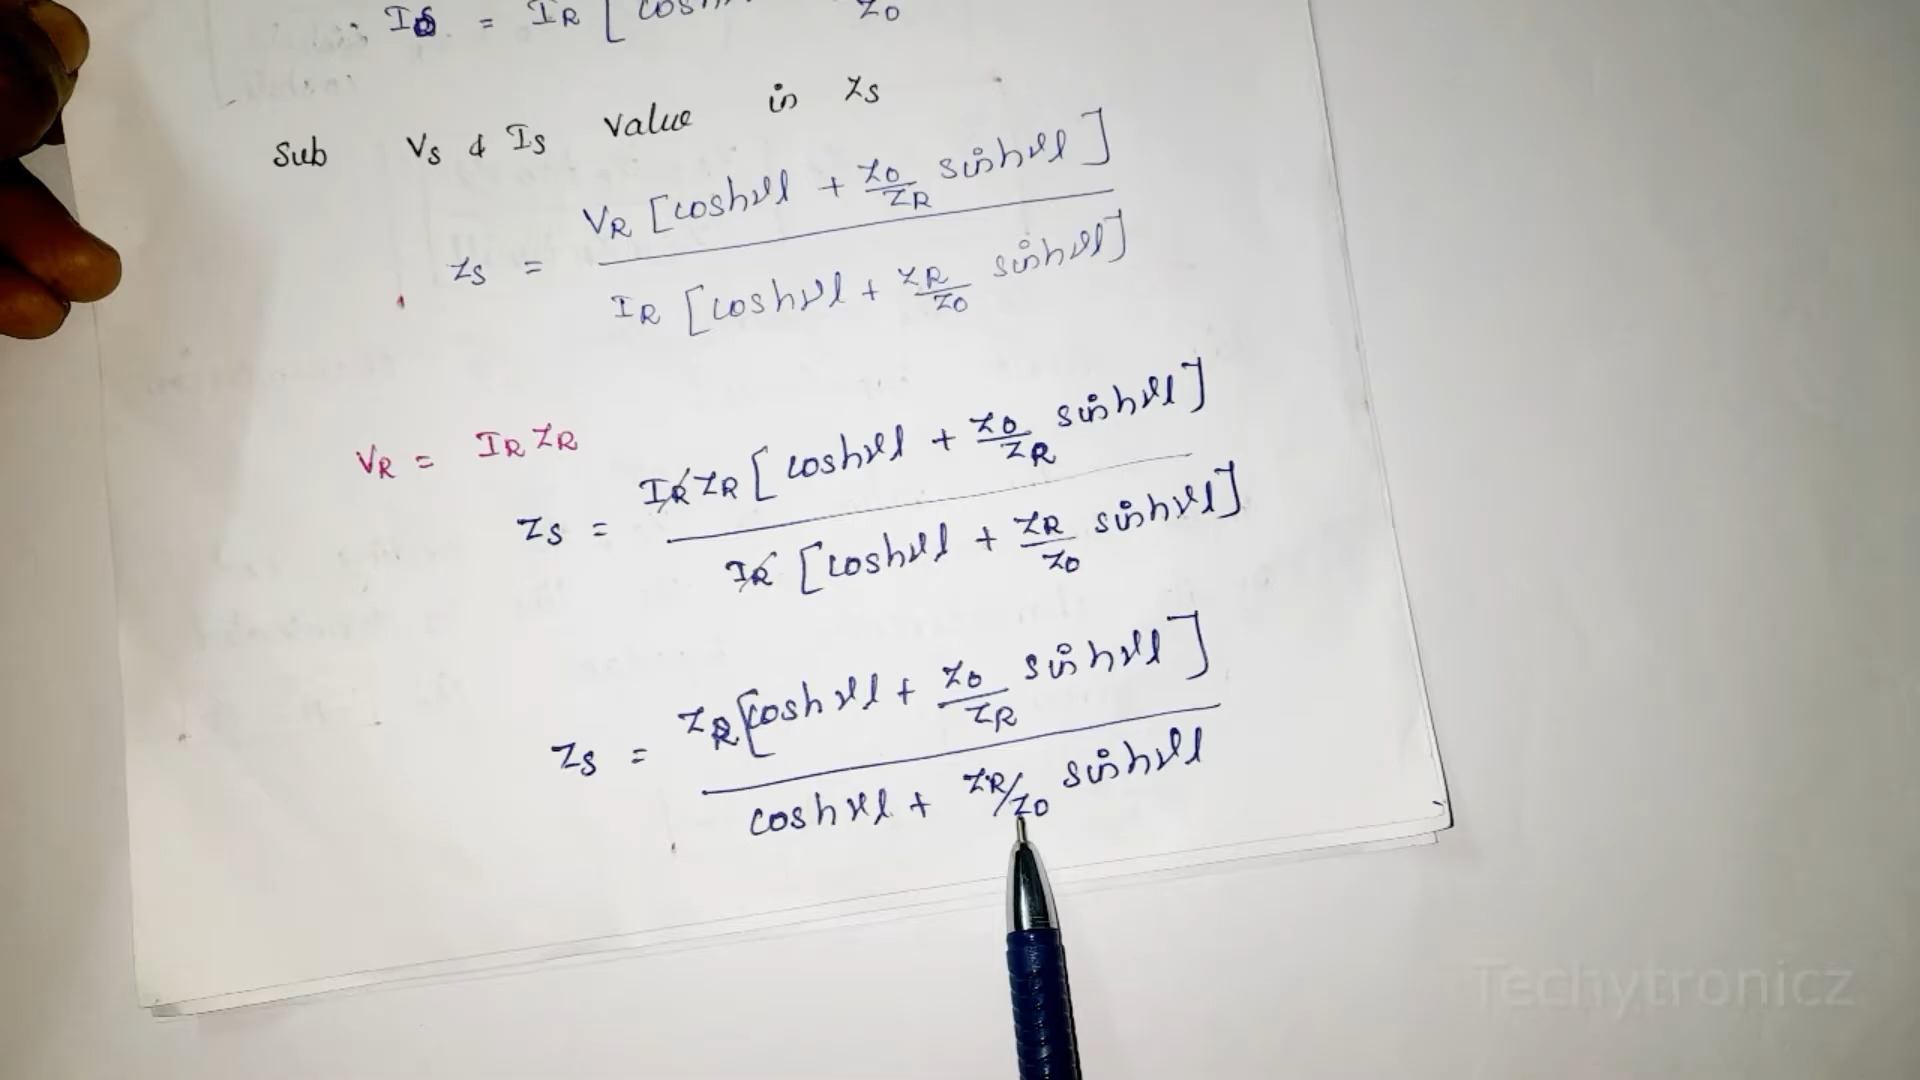 IS = IR [cosh Z0
Sub VS & IS Value in ZS
ZS = VR [coshγl + Z0/ZR sinhγl] / IR [coshγl + ZR/Z0 sinhγl]
VR = IR ZR
ZS = IR ZR [coshγl + Z0/ZR sinhγl] / IR [coshγl + ZR/Z0 sinhγl]
ZS = ZR [coshγl + Z0/ZR sinhγl] / coshγl + ZR/Z0 sinhγl
Techytronicz